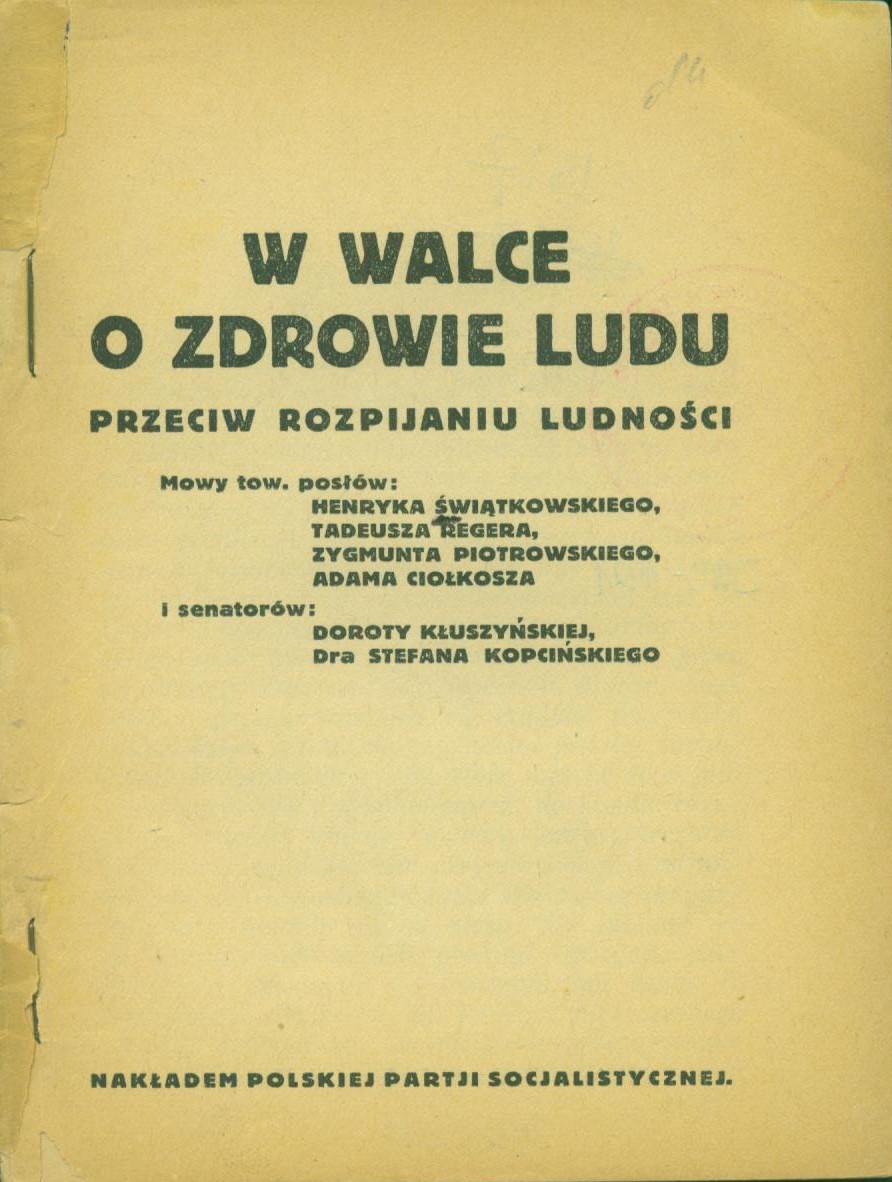 W WALCE
O ZDROWIE LUDU
PRZECIW ROZPIJANIU LUDNOŚCI
Mowy tow. posłów:
HENRYKA ŚWIĄTKOWSKIEGO,
TADEUSZA REGERA,
ZYGMUNTA PIOTROWSKIEGO,
ADAMA CIOŁKOSZA
i senatorów:
DOROTY KŁUSZYŃSKIEJ,
Dra STEFANA KOPCIŃSKIEGO
NAKŁADEM POLSKIEJ PARTJI SOCJALISTYCZNEJ.